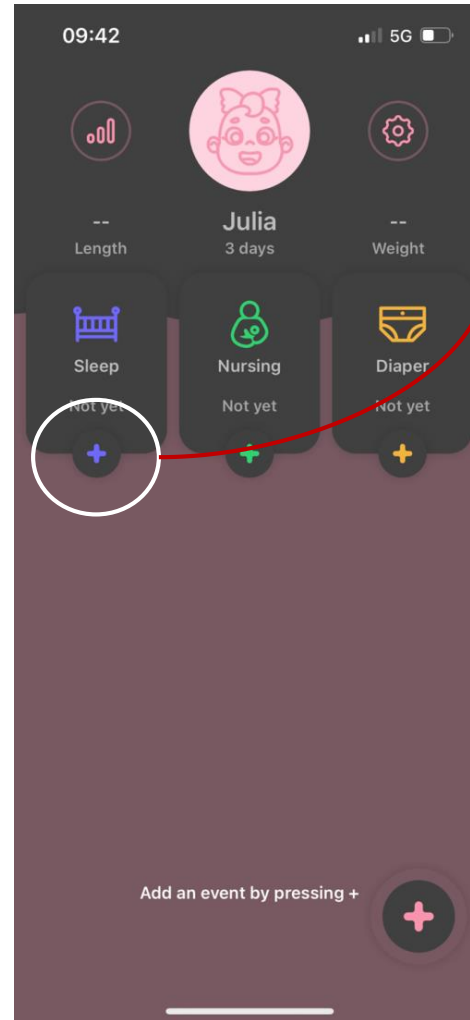 09:42
5G
--
Length
Julia
3 days
--
Weight
Sleep
Not yet
Nursing
Not yet
Diaper
Not yet
Add an event by pressing +